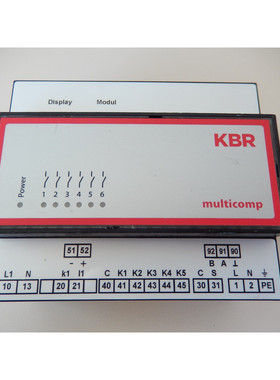 Display Modul
KBR
Power
1 2 3 4 5 6
multicomp
51 52
- +
92 91 90
B A ⊥
L1 N k1 l1 C K1 K2 K3 K4 K5 C S L N
10 13 20 21 40 41 42 43 44 45 30 31 1 2 PE